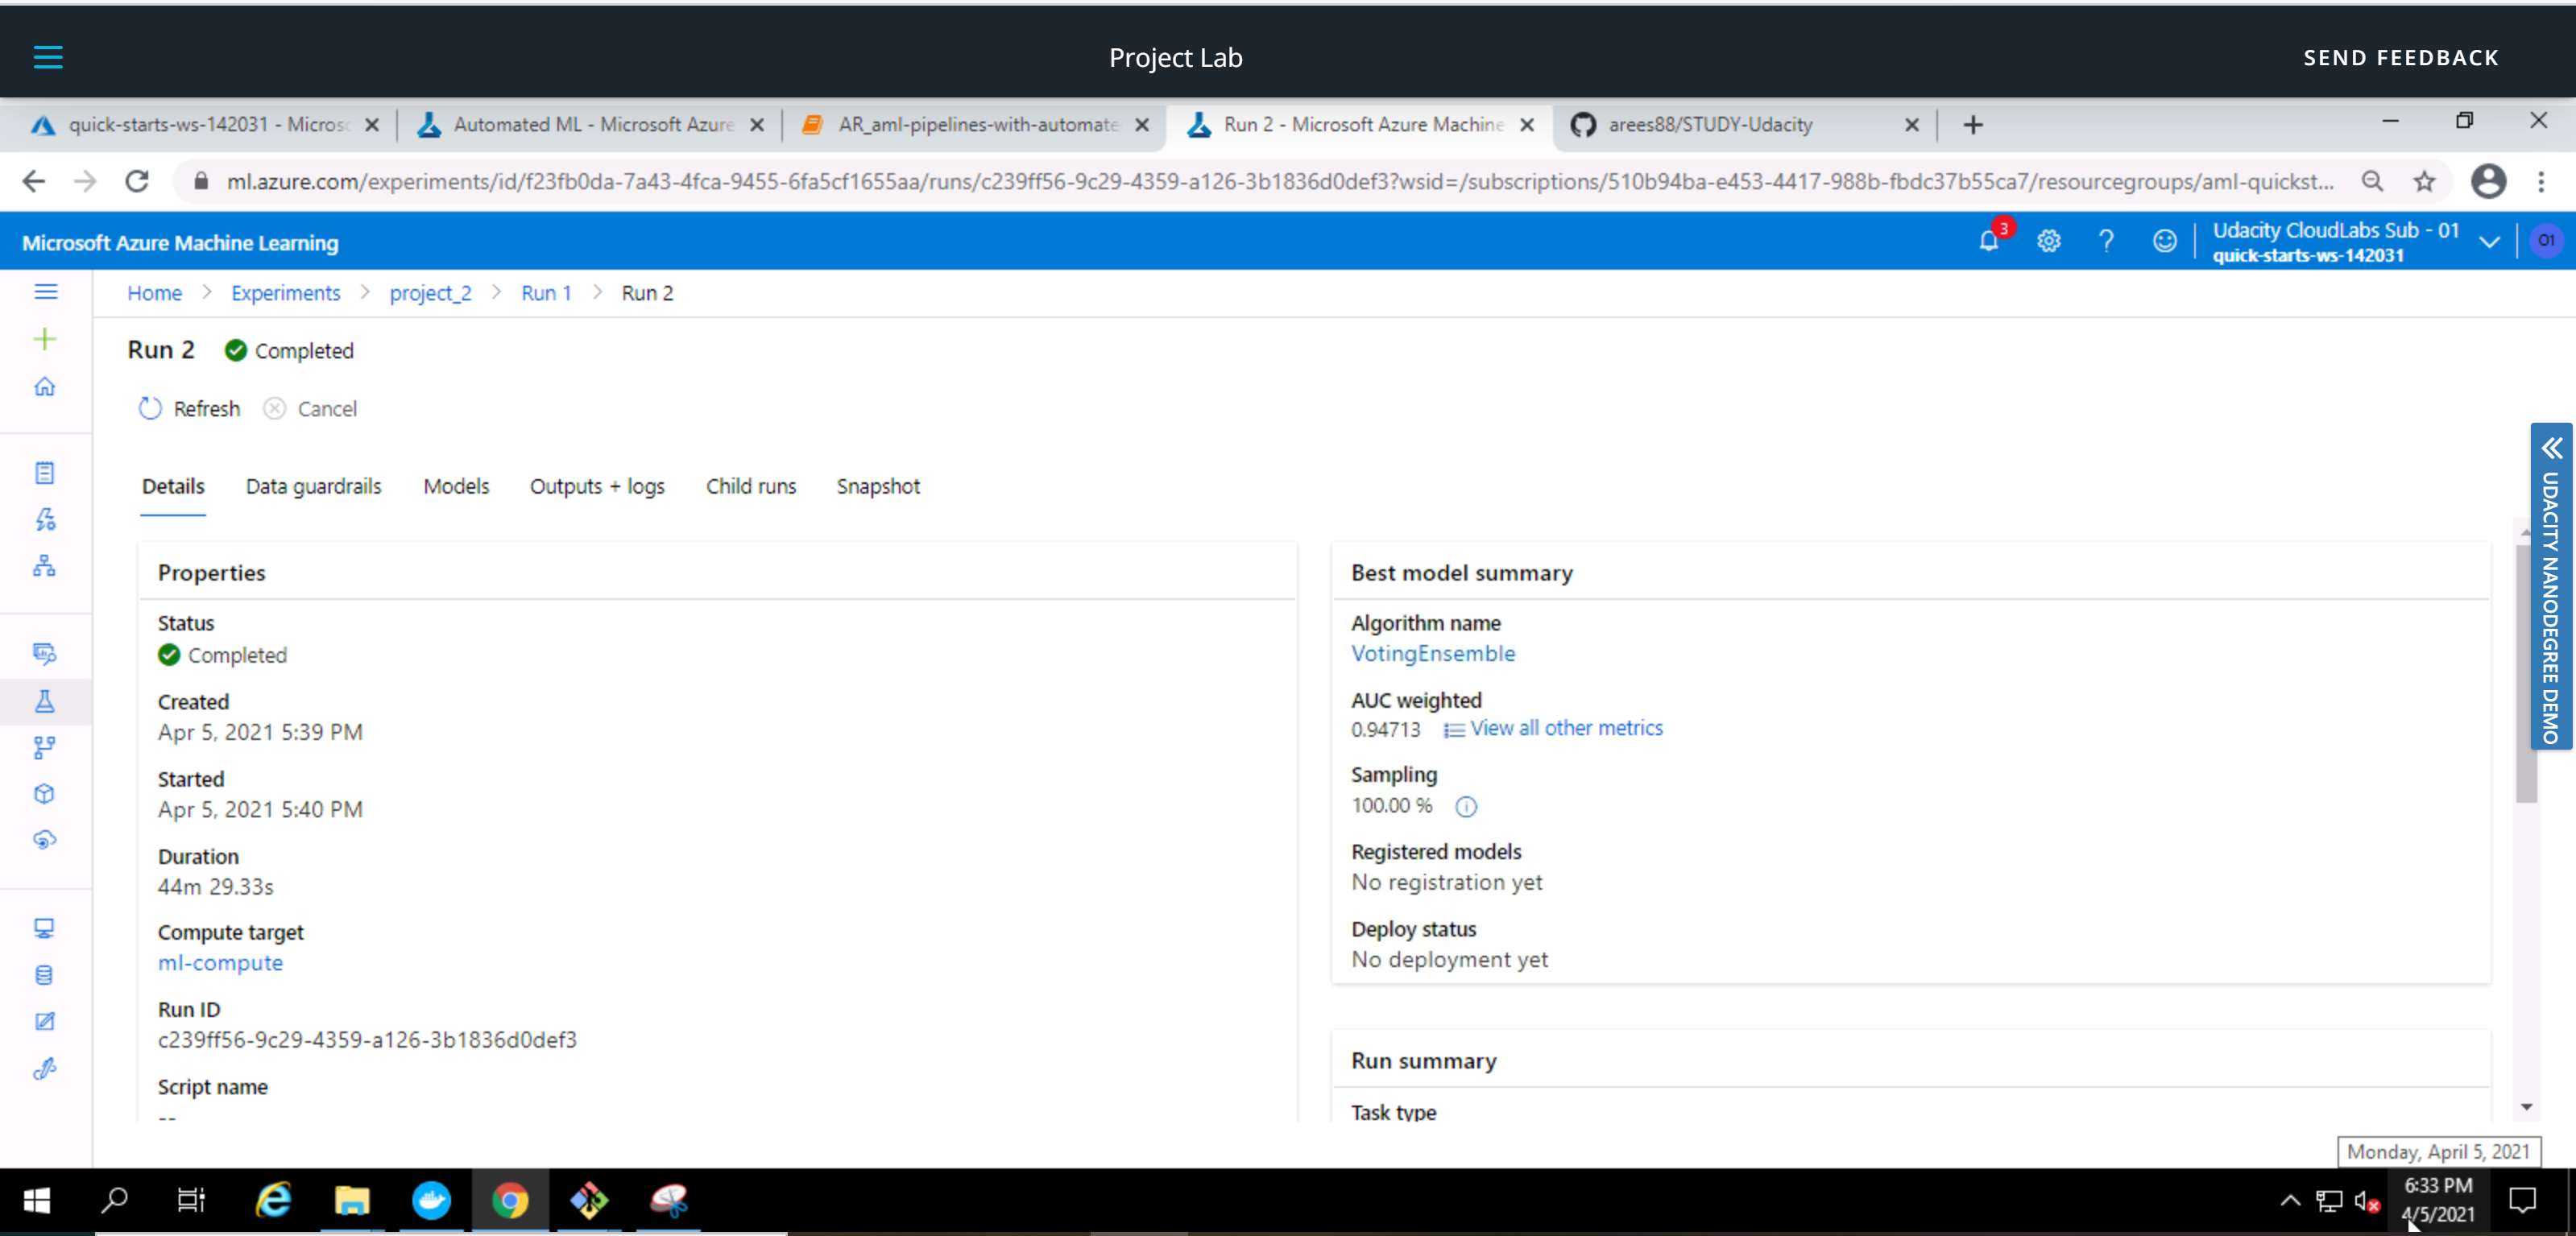 Project Lab
SEND FEEDBACK
quick-starts-ws-142031 - Micros
Automated ML - Microsoft Azure
AR_aml-pipelines-with-automate
Run 2 - Microsoft Azure Machine
arees88/STUDY-Udacity
ml.azure.com/experiments/id/f23fb0da-7a43-4fca-9455-6fa5cf1655aa/runs/c239ff56-9c29-4359-a126-3b1836d0def3?wsid=/subscriptions/510b94ba-e453-4417-988b-fbdc37b55ca7/resourcegroups/aml-quickst...
Microsoft Azure Machine Learning
3
?
Udacity CloudLabs Sub - 01
quick-starts-ws-142031
O1
Home > Experiments > project_2 > Run 1 > Run 2
Run 2 Completed
Refresh Cancel
Details Data guardrails Models Outputs + logs Child runs Snapshot
UDACITY NANODEGREE DEMO
Properties
Status
Completed
Created
Apr 5, 2021 5:39 PM
Started
Apr 5, 2021 5:40 PM
Duration
44m 29.33s
Compute target
ml-compute
Run ID
c239ff56-9c29-4359-a126-3b1836d0def3
Script name
--
Best model summary
Algorithm name
VotingEnsemble
AUC weighted
0.94713 View all other metrics
Sampling
100.00 %
Registered models
No registration yet
Deploy status
No deployment yet
Run summary
Task type
Monday, April 5, 2021
6:33 PM
4/5/2021